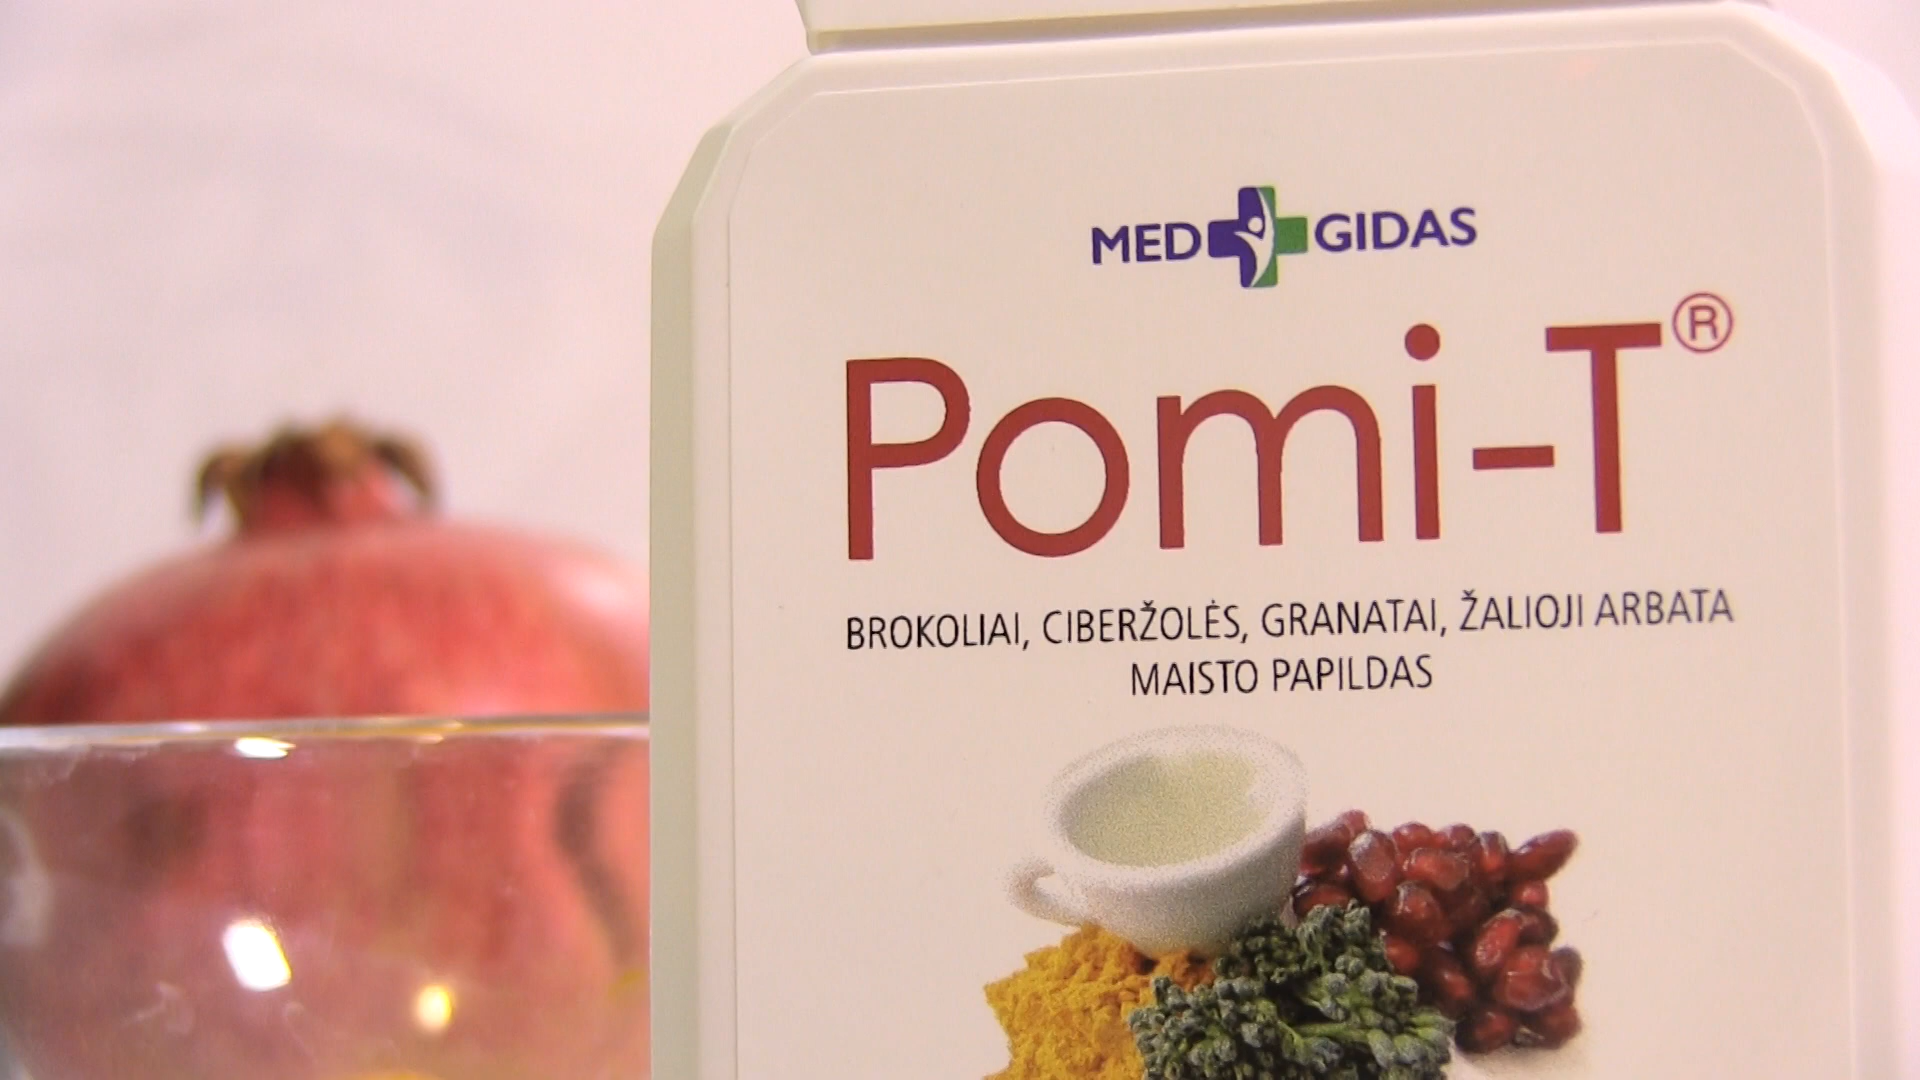 MED GIDAS
Pomi-T®
BROKOLIAI, CIBERŽOLĖS, GRANATAI, ŽALIOJI ARBATA
MAISTO PAPILDAS